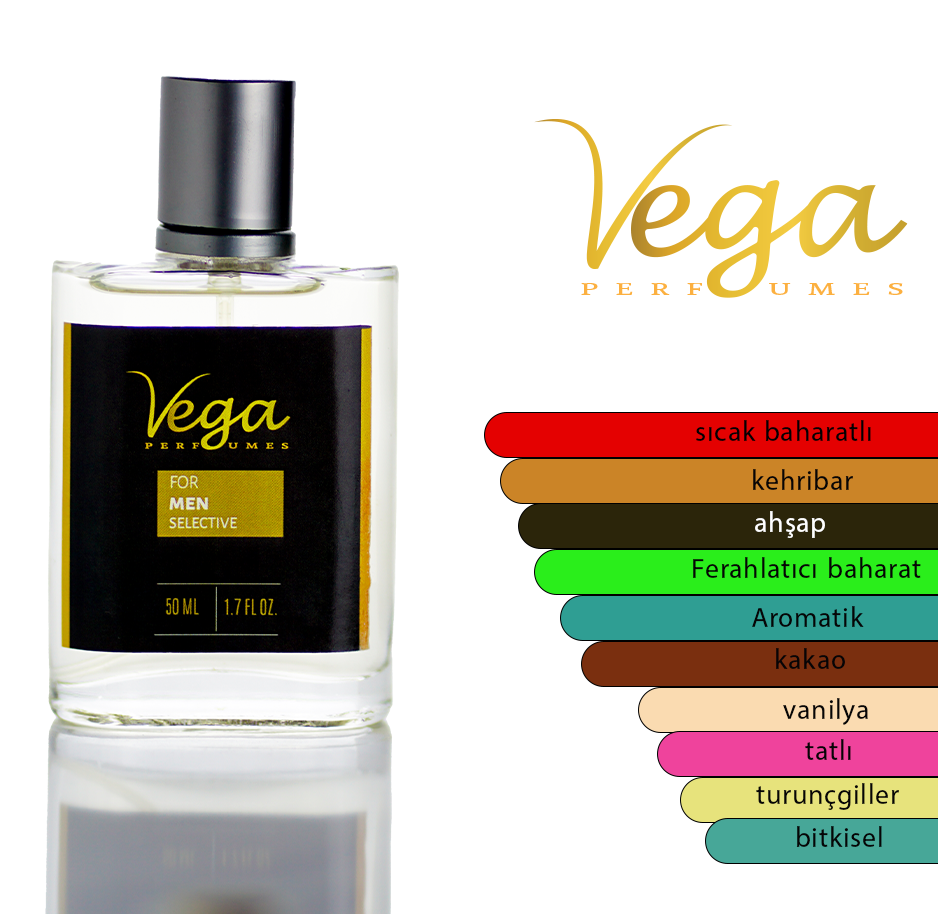 Vega
PERFUMES
FOR
MEN
SELECTIVE
50 ML
1.7 FL OZ.
Vega
PERFUMES
sıcak baharatlı
kehribar
ahşap
Ferahlatıcı baharat
Aromatik
kakao
vanilya
tatlı
turunçgiller
bitkisel